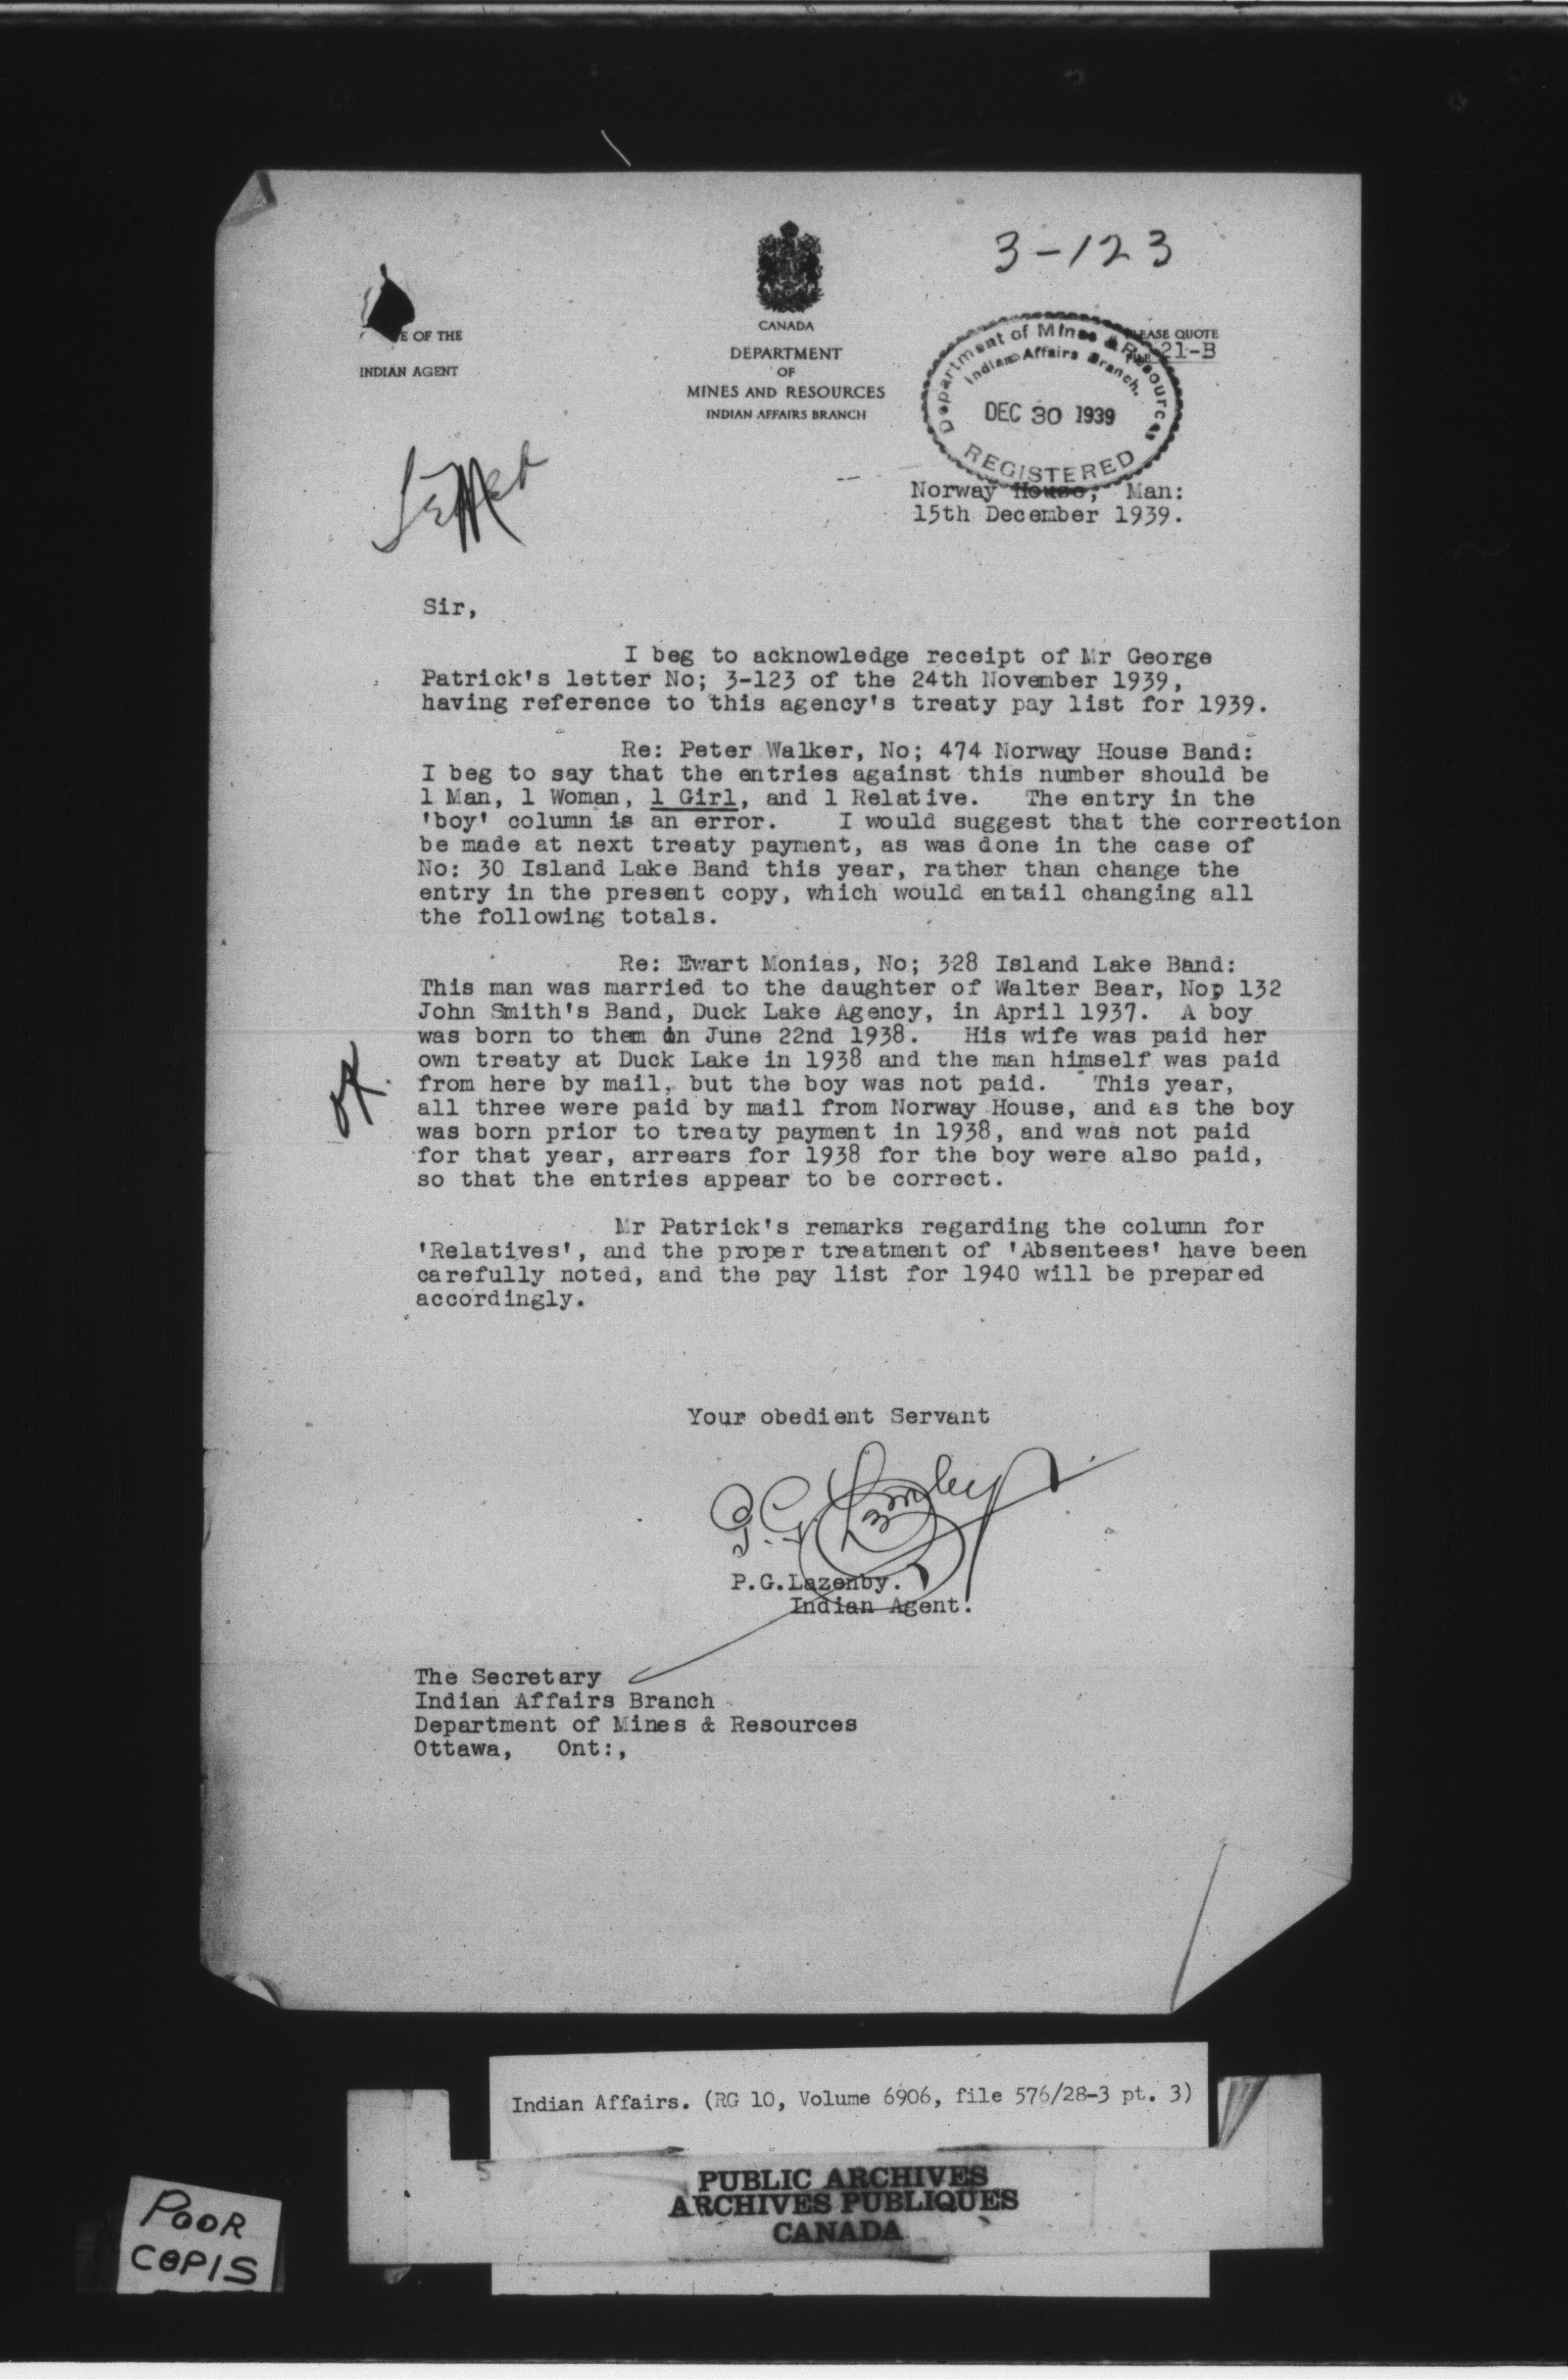 3-123
E OF THE
INDIAN AGENT
CANADA
DEPARTMENT
OF
MINES AND RESOURCES
INDIAN AFFAIRS BRANCH
EASE QUOTE
21-B
Department of Mines & Resources
Indian Affairs Branch.
DEC 30 1939
REGISTERED
Norway House, Man:
15th December 1939.
Sir,
I beg to acknowledge receipt of Mr George
Patrick's letter No; 3-123 of the 24th November 1939,
having reference to this agency's treaty pay list for 1939.
Re: Peter Walker, No; 474 Norway House Band:
I beg to say that the entries against this number should be
1 Man, 1 Woman, 1 Girl, and 1 Relative. The entry in the
'boy' column is an error. I would suggest that the correction
be made at next treaty payment, as was done in the case of
No: 30 Island Lake Band this year, rather than change the
entry in the present copy, which would entail changing all
the following totals.
Re: Ewart Monias, No; 328 Island Lake Band:
This man was married to the daughter of Walter Bear, Nop 132
John Smith's Band, Duck Lake Agency, in April 1937. A boy
was born to them on June 22nd 1938. His wife was paid her
own treaty at Duck Lake in 1938 and the man himself was paid
from here by mail, but the boy was not paid. This year,
all three were paid by mail from Norway House, and as the boy
was born prior to treaty payment in 1938, and was not paid
for that year, arrears for 1938 for the boy were also paid,
so that the entries appear to be correct.
OK.
Mr Patrick's remarks regarding the column for
'Relatives', and the proper treatment of 'Absentees' have been
carefully noted, and the pay list for 1940 will be prepared
accordingly.
Your obedient Servant
P.G. Lazenby
P.G.Lazenby.
Indian Agent.
The Secretary
Indian Affairs Branch
Department of Mines & Resources
Ottawa, Ont:,
Indian Affairs. (RG 10, Volume 6906, file 576/28-3 pt. 3)
5
PUBLIC ARCHIVES
ARCHIVES PUBLIQUES
CANADA
POOR
COPIS